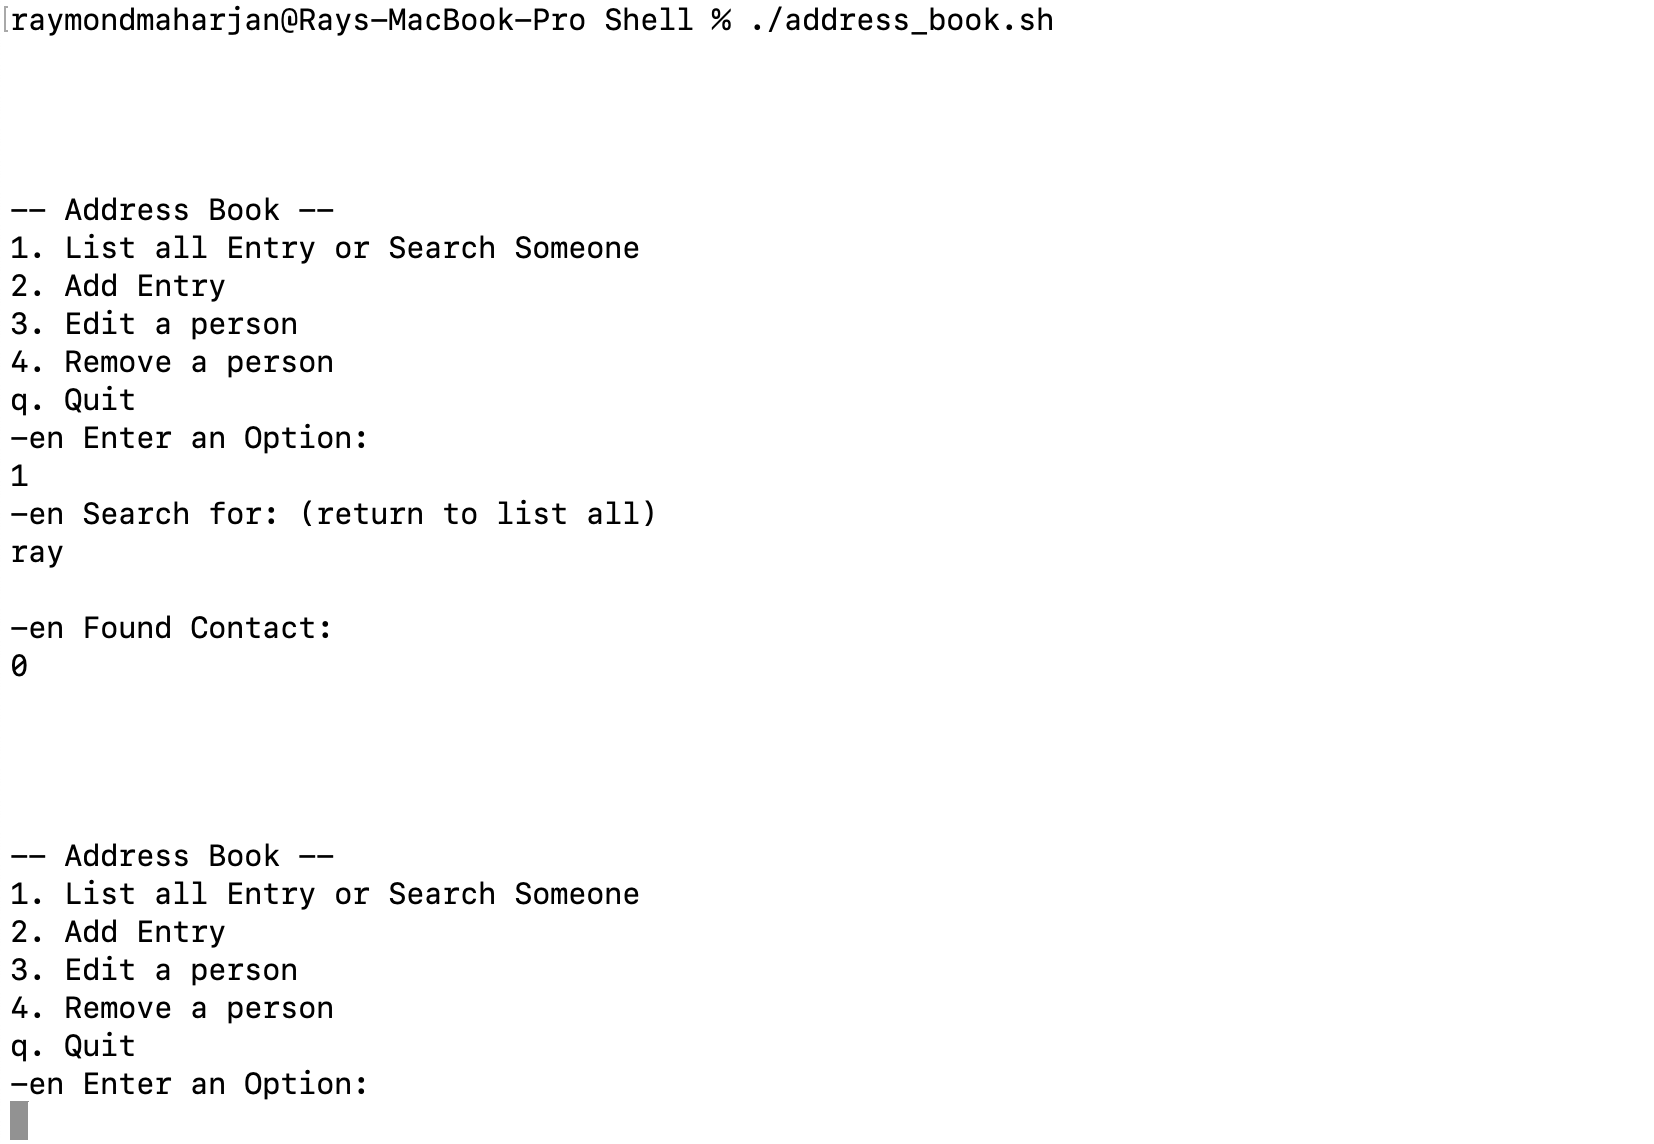 [raymondmaharjan@Rays-MacBook-Pro Shell % ./address_book.sh
-- Address Book --
1. List all Entry or Search Someone
2. Add Entry
3. Edit a person
4. Remove a person
q. Quit
-en Enter an Option:
1
-en Search for: (return to list all)
ray
-en Found Contact:
0
-- Address Book --
1. List all Entry or Search Someone
2. Add Entry
3. Edit a person
4. Remove a person
q. Quit
-en Enter an Option: